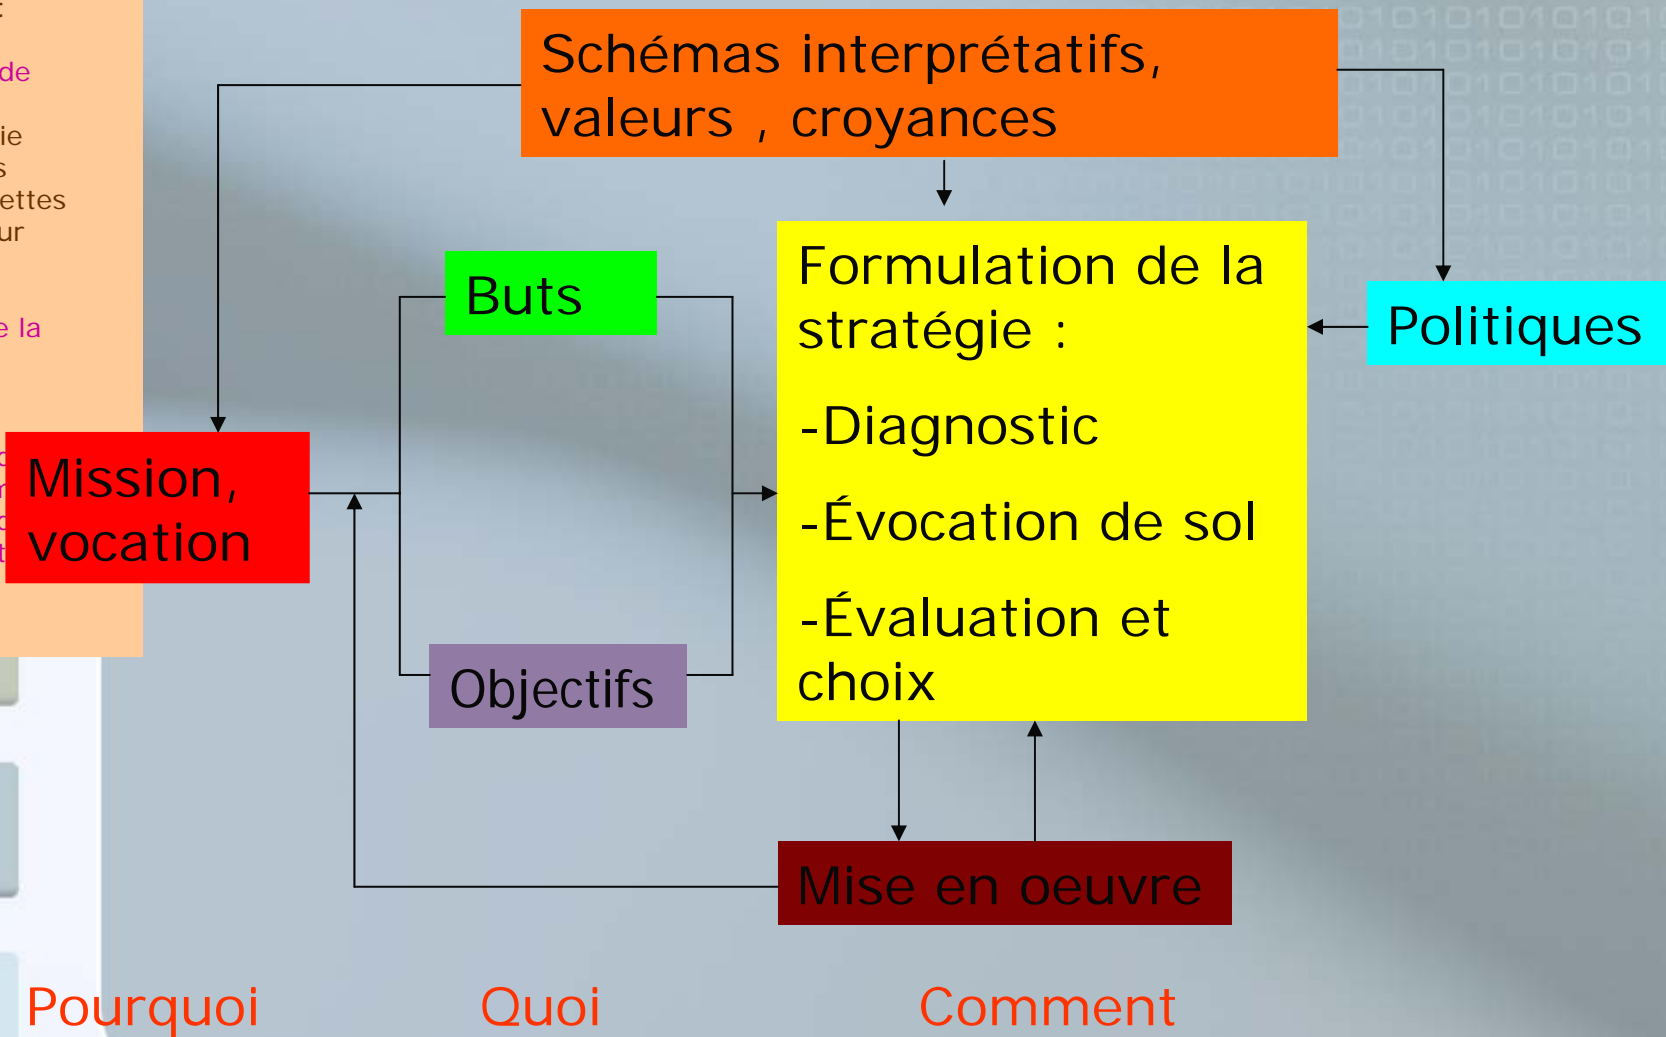 de
ie
s
ettes
ur
e la
Schémas interprétatifs,
valeurs , croyances
Buts
Formulation de la
stratégie :
-Diagnostic
-Évocation de sol
-Évaluation et
choix
Politiques
Mission,
vocation
Objectifs
Mise en oeuvre
Pourquoi
Quoi
Comment